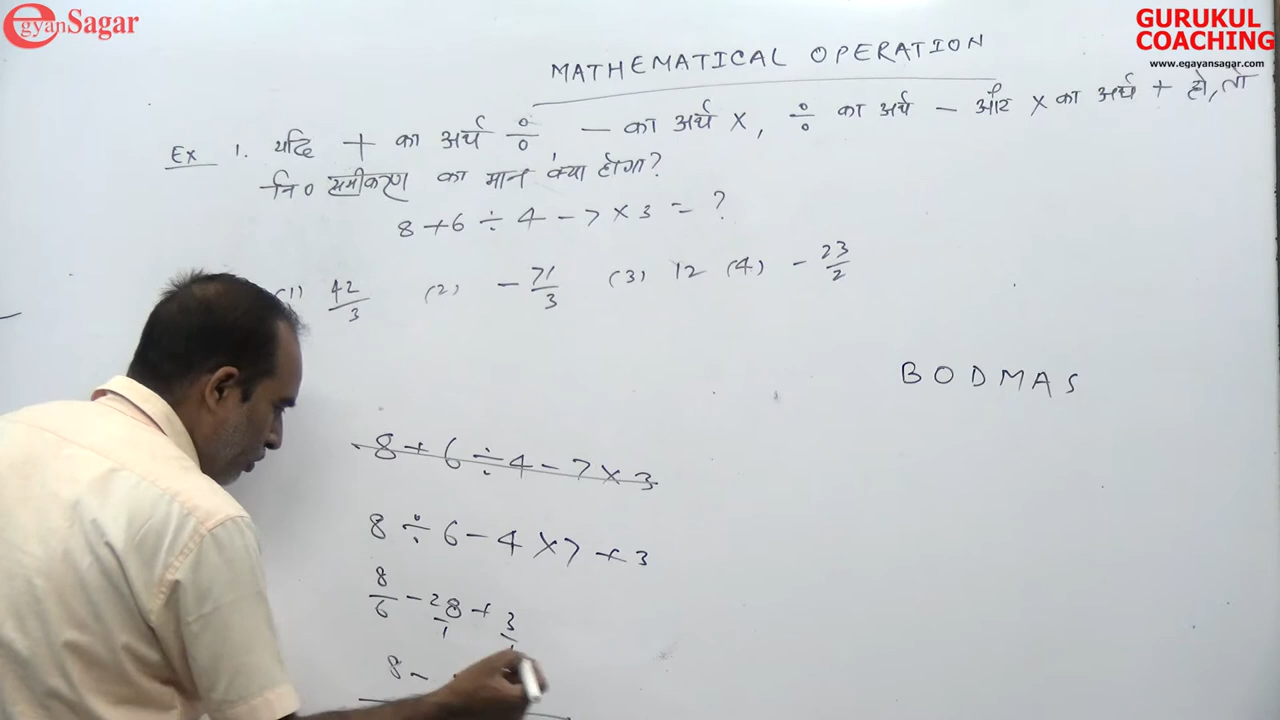 egyanSagar
GURUKUL
COACHING
www.egayansagar.com
MATHEMATICAL OPERATION
Ex 1. यदि + का अर्थ ÷ — का अर्थ ×, ÷ का अर्थ — और × का अर्थ + हो, तो
नि० समीकरण का मान क्या होगा?
8 + 6 ÷ 4 - 7 × 3 = ?
(1) 42/3 (2) - 71/3 (3) 12 (4) - 23/2
B O D M A S
8 + 6 ÷ 4 - 7 × 3
8 ÷ 6 - 4 × 7 + 3
8/6 - 28/1 + 3/1
8 -